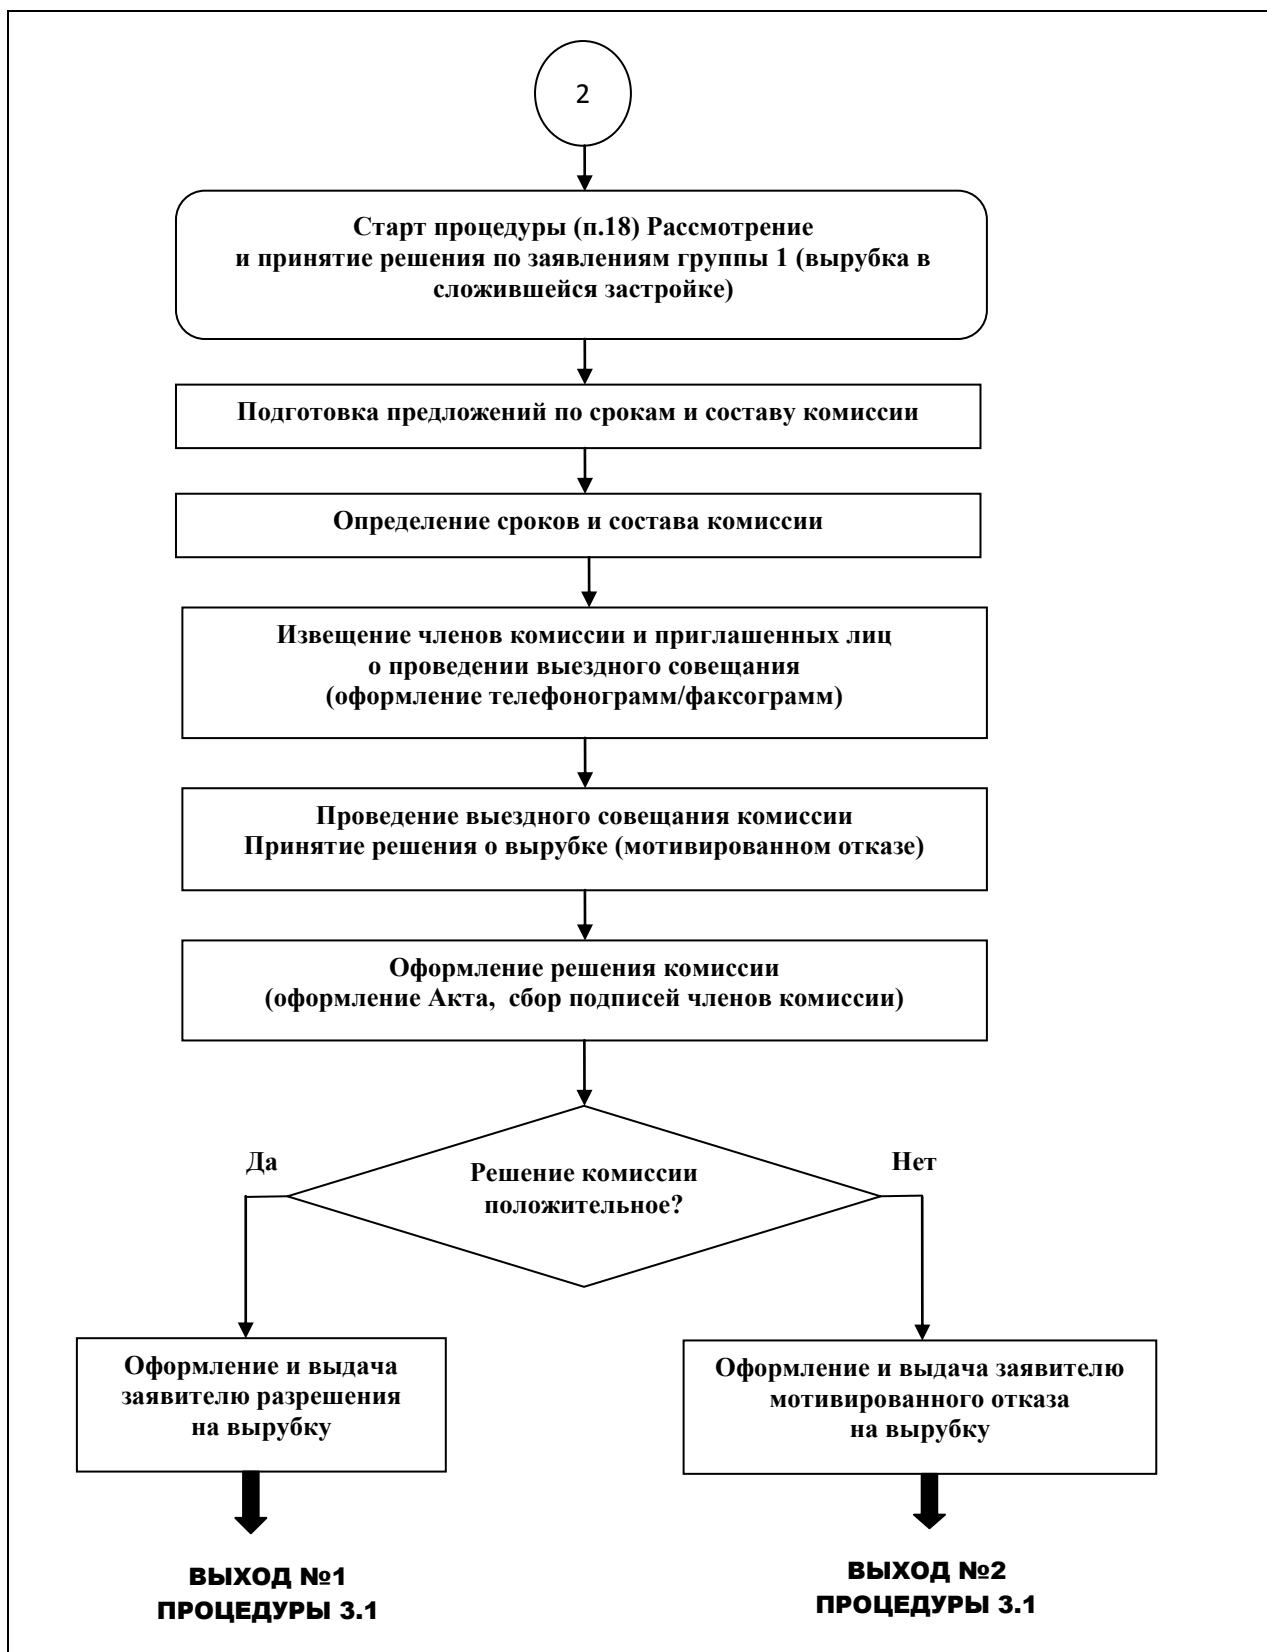 2
Старт процедуры (п.18) Рассмотрение
и принятие решения по заявлениям группы 1 (вырубка в
сложившейся застройке)
Подготовка предложений по срокам и составу комиссии
Определение сроков и состава комиссии
Извещение членов комиссии и приглашенных лиц
о проведении выездного совещания
(оформление телефонограмм/факсограмм)
Проведение выездного совещания комиссии
Принятие решения о вырубке (мотивированном отказе)
Оформление решения комиссии
(оформление Акта, сбор подписей членов комиссии)
Да
Нет
Решение комиссии
положительное?
Оформление и выдача
заявителю разрешения
на вырубку
Оформление и выдача заявителю
мотивированного отказа
на вырубку
ВЫХОД №1
ПРОЦЕДУРЫ 3.1
ВЫХОД №2
ПРОЦЕДУРЫ 3.1